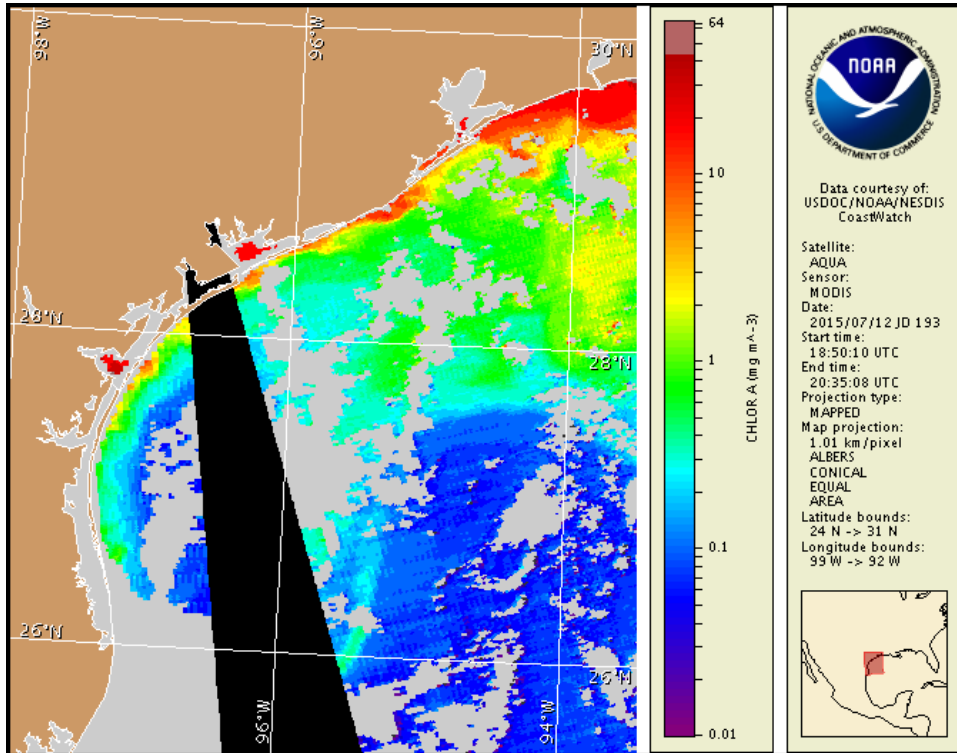 98°W
96°W
30°N
28°N
28°N
26°N
26°N
96°W
94°W
64
10
1
0.1
0.01
CHLOR A (mg m^-3)
NATIONAL OCEANIC AND ATMOSPHERIC ADMINISTRATION
NOAA
U.S. DEPARTMENT OF COMMERCE
Data courtesy of:
USDOC/NOAA/NESDIS
CoastWatch
Satellite:
AQUA
Sensor:
MODIS
Date:
2015/07/12 JD 193
Start time:
18:50:10 UTC
End time:
20:35:08 UTC
Projection type:
MAPPED
Map projection:
1.01 km/pixel
ALBERS
CONICAL
EQUAL
AREA
Latitude bounds:
24 N -> 31 N
Longitude bounds:
99 W -> 92 W